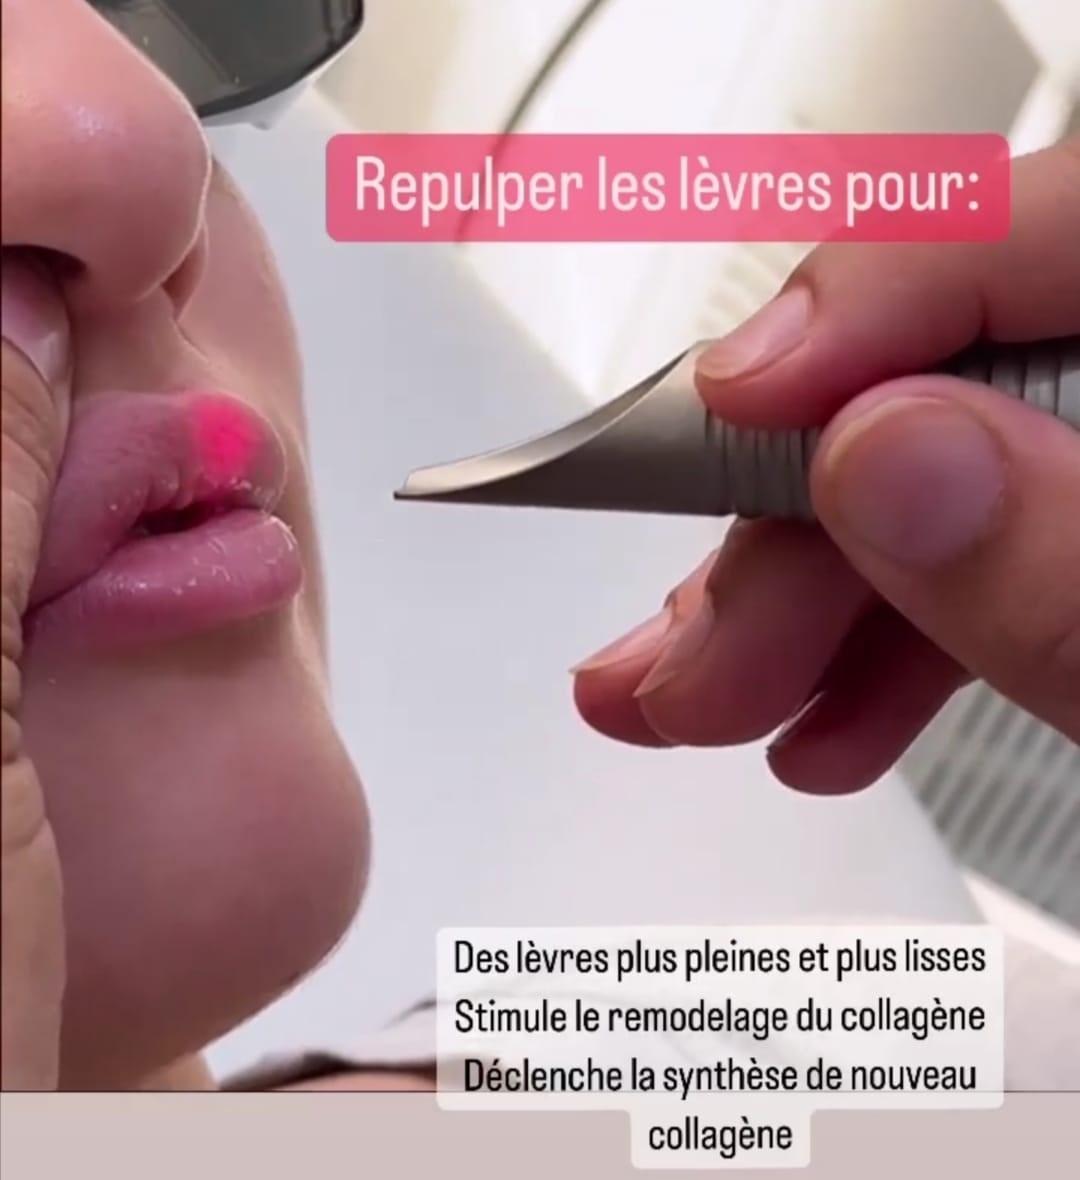 Repulper les lèvres pour:
Des lèvres plus pleines et plus lisses
Stimule le remodelage du collagène
Déclenche la synthèse de nouveau
collagène